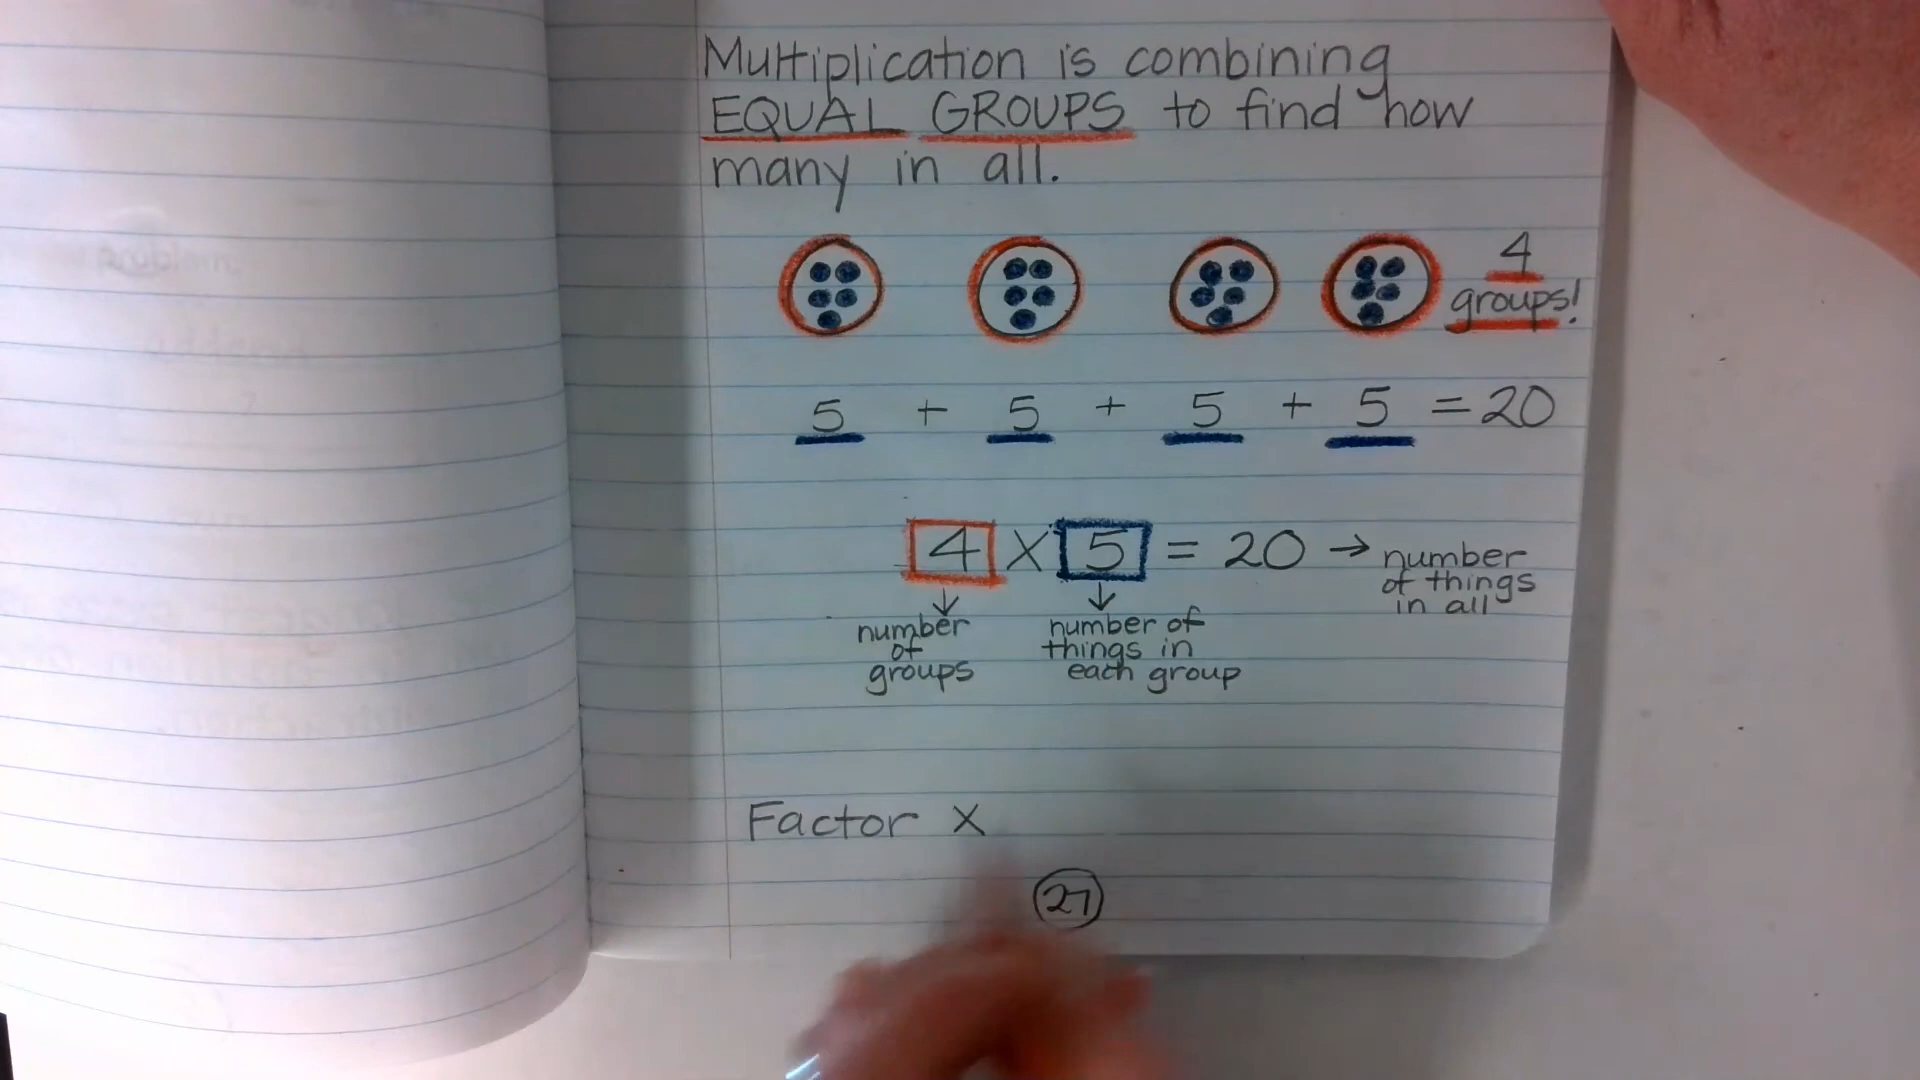 Multiplication is combining
EQUAL GROUPS to find how
many in all.
4
groups!
5 + 5 + 5 + 5 = 20
4 X 5 = 20 → number
of things
in all
number
of
groups
number of
things in
each group
Factor X
27